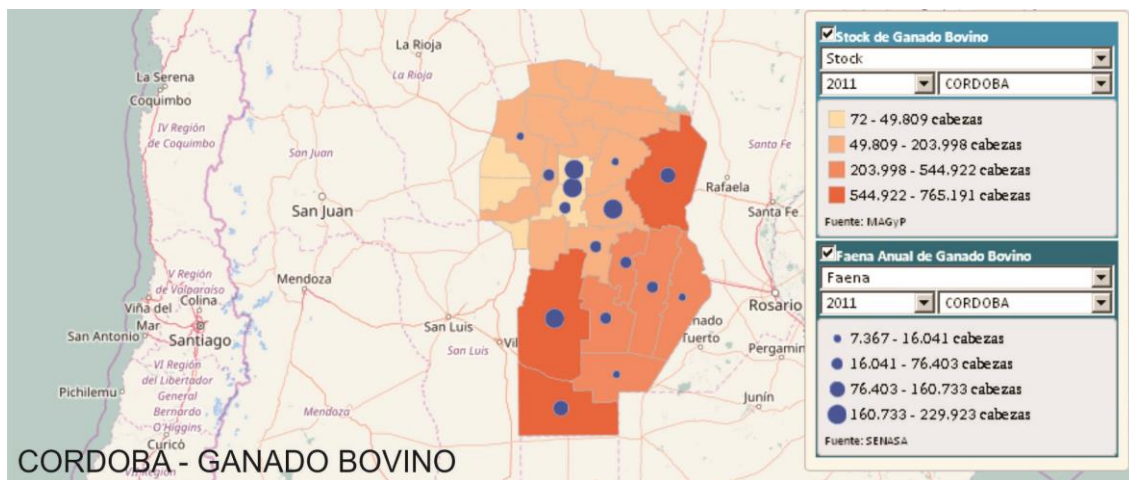 La Rioja
La Serena
Coquimbo
La Rioja
IV Región
de Coquimbo
San Juan
Santa Fe
San Juan
Rafaela
Santa Fe
Mendoza
V Región
de Valparaíso
Colina
Viña del
Mar
San Antonio
Santiago
San Luis
San Luis
Vil
Rosario
nado
Tuerto
Pergamin
VI Región
del Libertador
General
Bernardo
O'Higgins
Pichilemu
Mendoza
Junín
Curicó
VII Región
CORDOBA - GANADO BOVINO
Stock de Ganado Bovino
Stock
2011 CORDOBA
72 - 49.809 cabezas
49.809 - 203.998 cabezas
203.998 - 544.922 cabezas
544.922 - 765.191 cabezas
Fuente: MAGyP
Faena Anual de Ganado Bovino
Faena
2011 CORDOBA
7.367 - 16.041 cabezas
16.041 - 76.403 cabezas
76.403 - 160.733 cabezas
160.733 - 229.923 cabezas
Fuente: SENASA